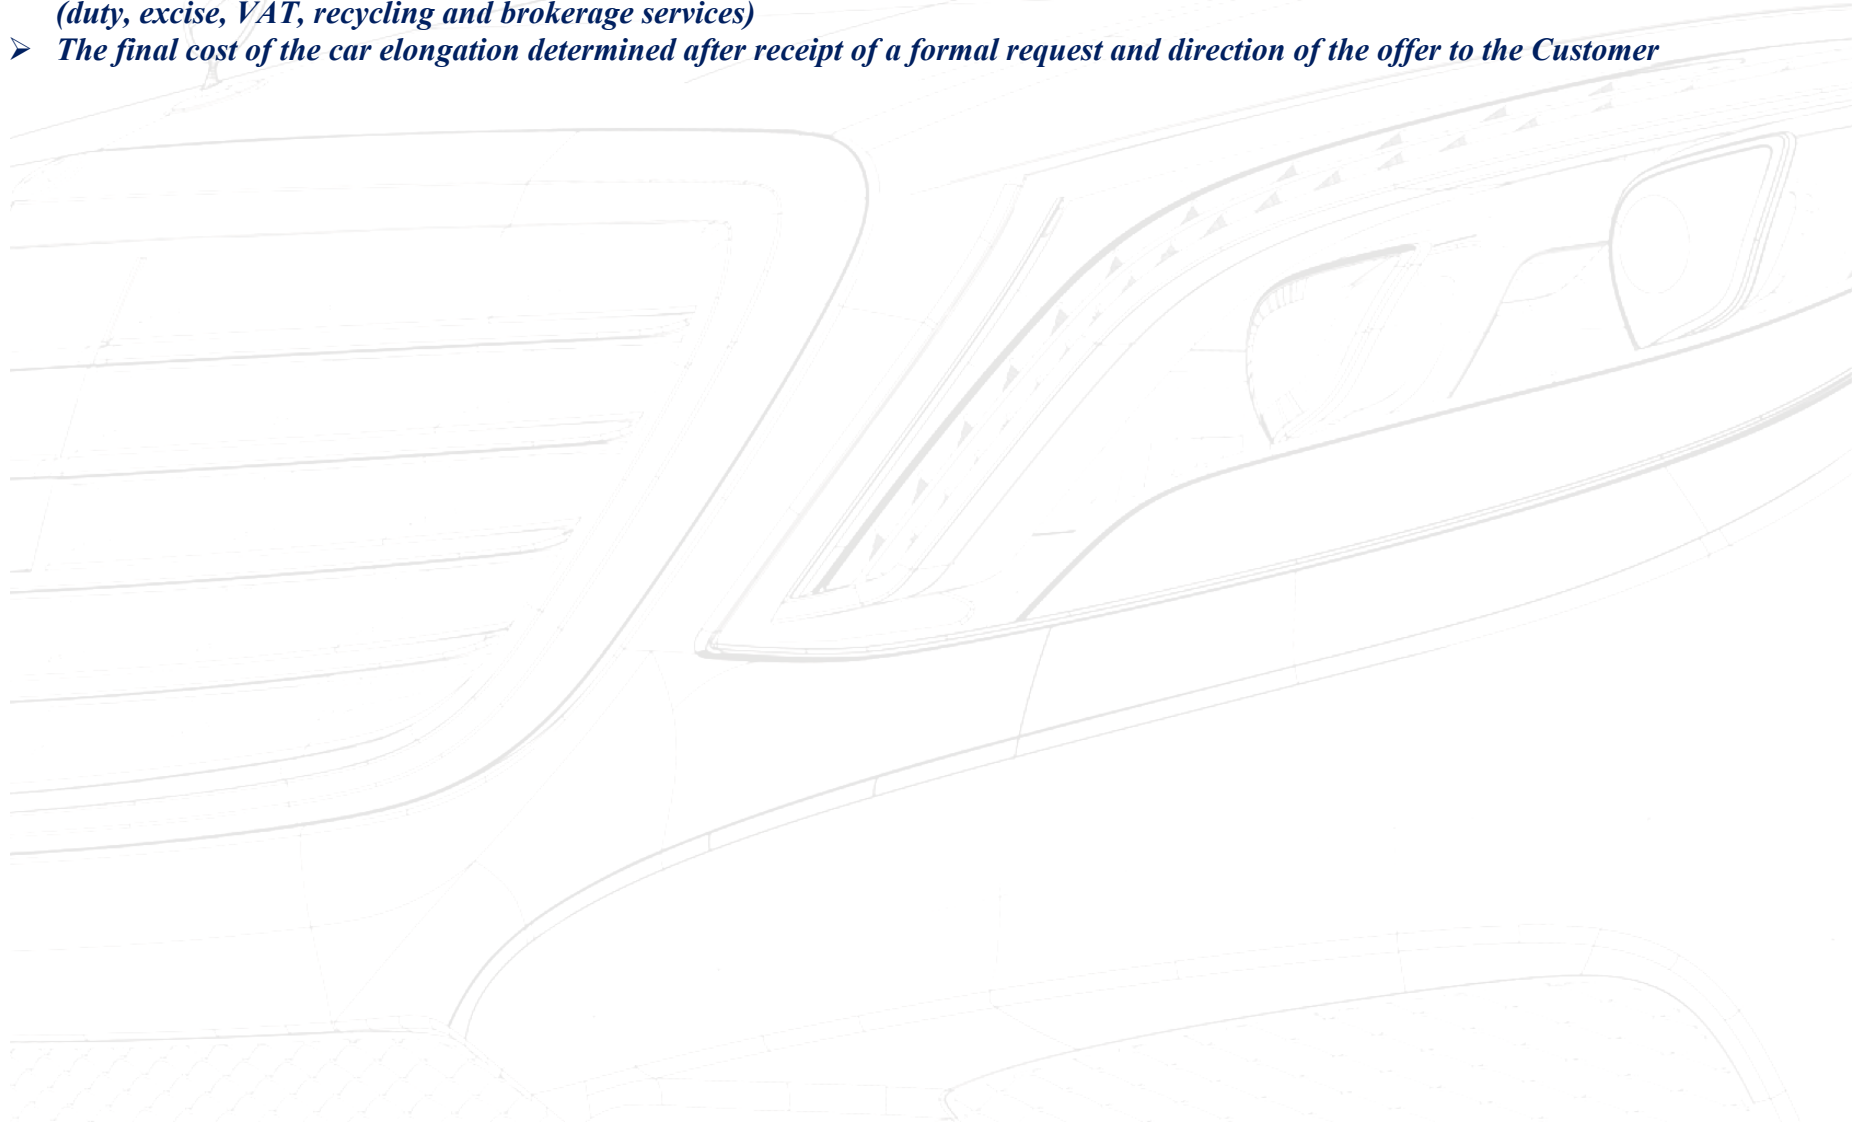 (duty, excise, VAT, recycling and brokerage services)
➢ The final cost of the car elongation determined after receipt of a formal request and direction of the offer to the Customer